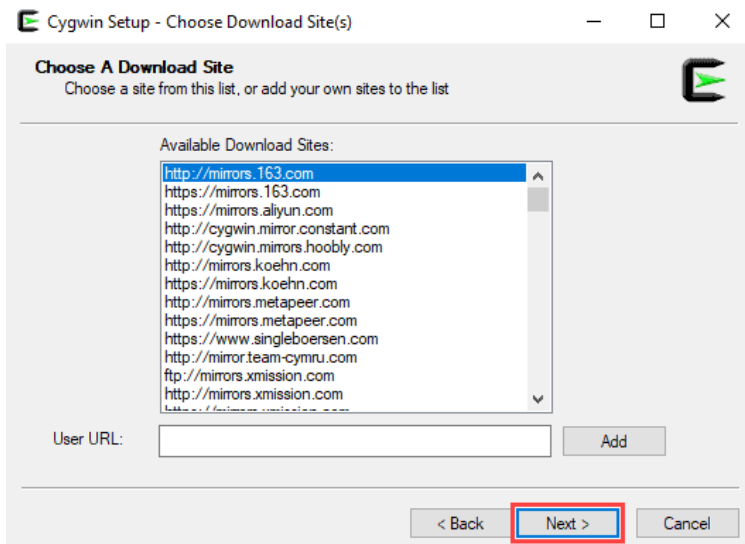 Cygwin Setup - Choose Download Site(s)
Choose A Download Site
Choose a site from this list, or add your own sites to the list
Available Download Sites:
http://mirrors.163.com
https://mirrors.163.com
https://mirrors.aliyun.com
http://cygwin.mirror.constant.com
http://cygwin.mirrors.hoobly.com
http://mirrors.koehn.com
https://mirrors.koehn.com
http://mirrors.metapeer.com
https://mirrors.metapeer.com
https://www.singleboersen.com
http://mirror.team-cymru.com
ftp://mirrors.xmission.com
http://mirrors.xmission.com
User URL:
Add
< Back
Next >
Cancel